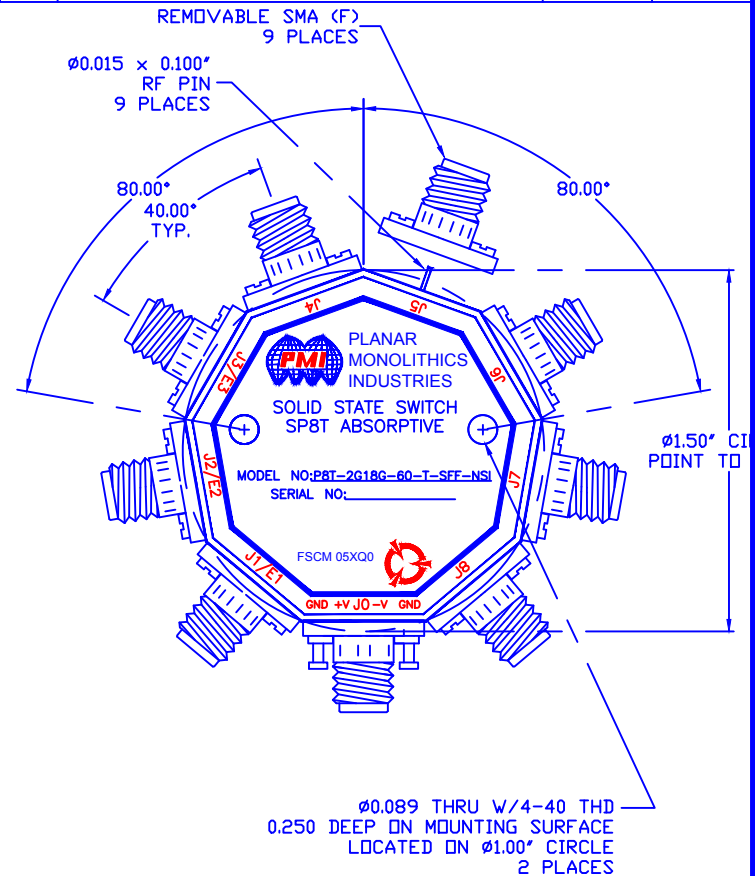 REMOVABLE SMA (F)
9 PLACES
Ø0.015 x 0.100"
RF PIN
9 PLACES
80.00°
80.00°
40.00°
TYP.
J4
J5
J3/E3
J6
PMI
PLANAR
MONOLITHICS
INDUSTRIES
SOLID STATE SWITCH
SP8T ABSORPTIVE
Ø1.50" CI
POINT TO
J2/E2
J7
MODEL NO:P8T-2G18G-60-T-SFF-NSI
SERIAL NO:
FSCM 05XQ0
J1/E1
J8
GND +V J0 -V GND
Ø0.089 THRU W/4-40 THD
0.250 DEEP ON MOUNTING SURFACE
LOCATED ON Ø1.00" CIRCLE
2 PLACES